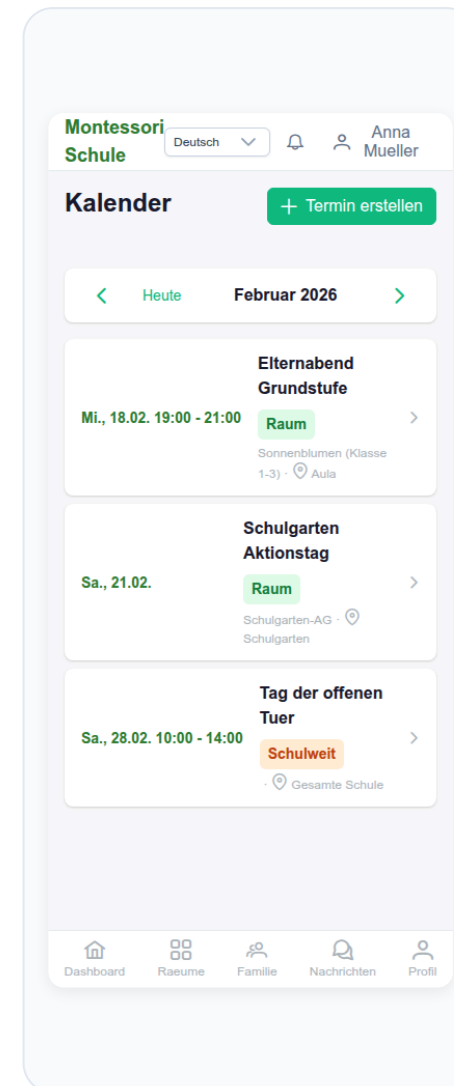 Montessori
Schule
Deutsch
Anna
Mueller
Kalender
+ Termin erstellen
Heute
Februar 2026
Mi., 18.02. 19:00 - 21:00
Elternabend
Grundstufe
Raum
Sonnenblumen (Klasse
1-3) · Aula
Sa., 21.02.
Schulgarten
Aktionstag
Raum
Schulgarten-AG ·
Schulgarten
Sa., 28.02. 10:00 - 14:00
Tag der offenen
Tuer
Schulweit
· Gesamte Schule
Dashboard
Raeume
Familie
Nachrichten
Profil